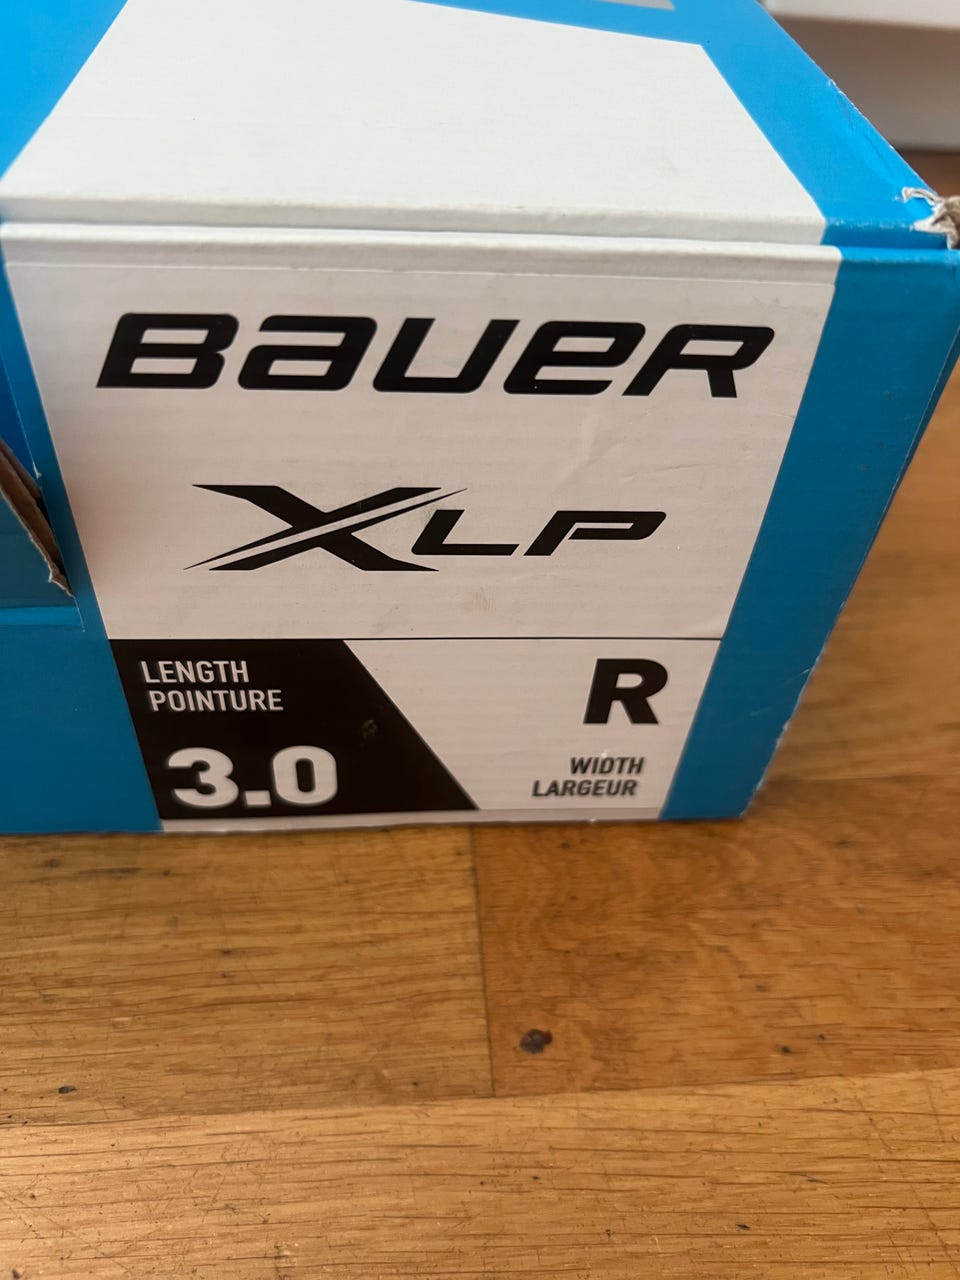 BAUER
XLP
LENGTH
POINTURE
3.0
R
WIDTH
LARGEUR